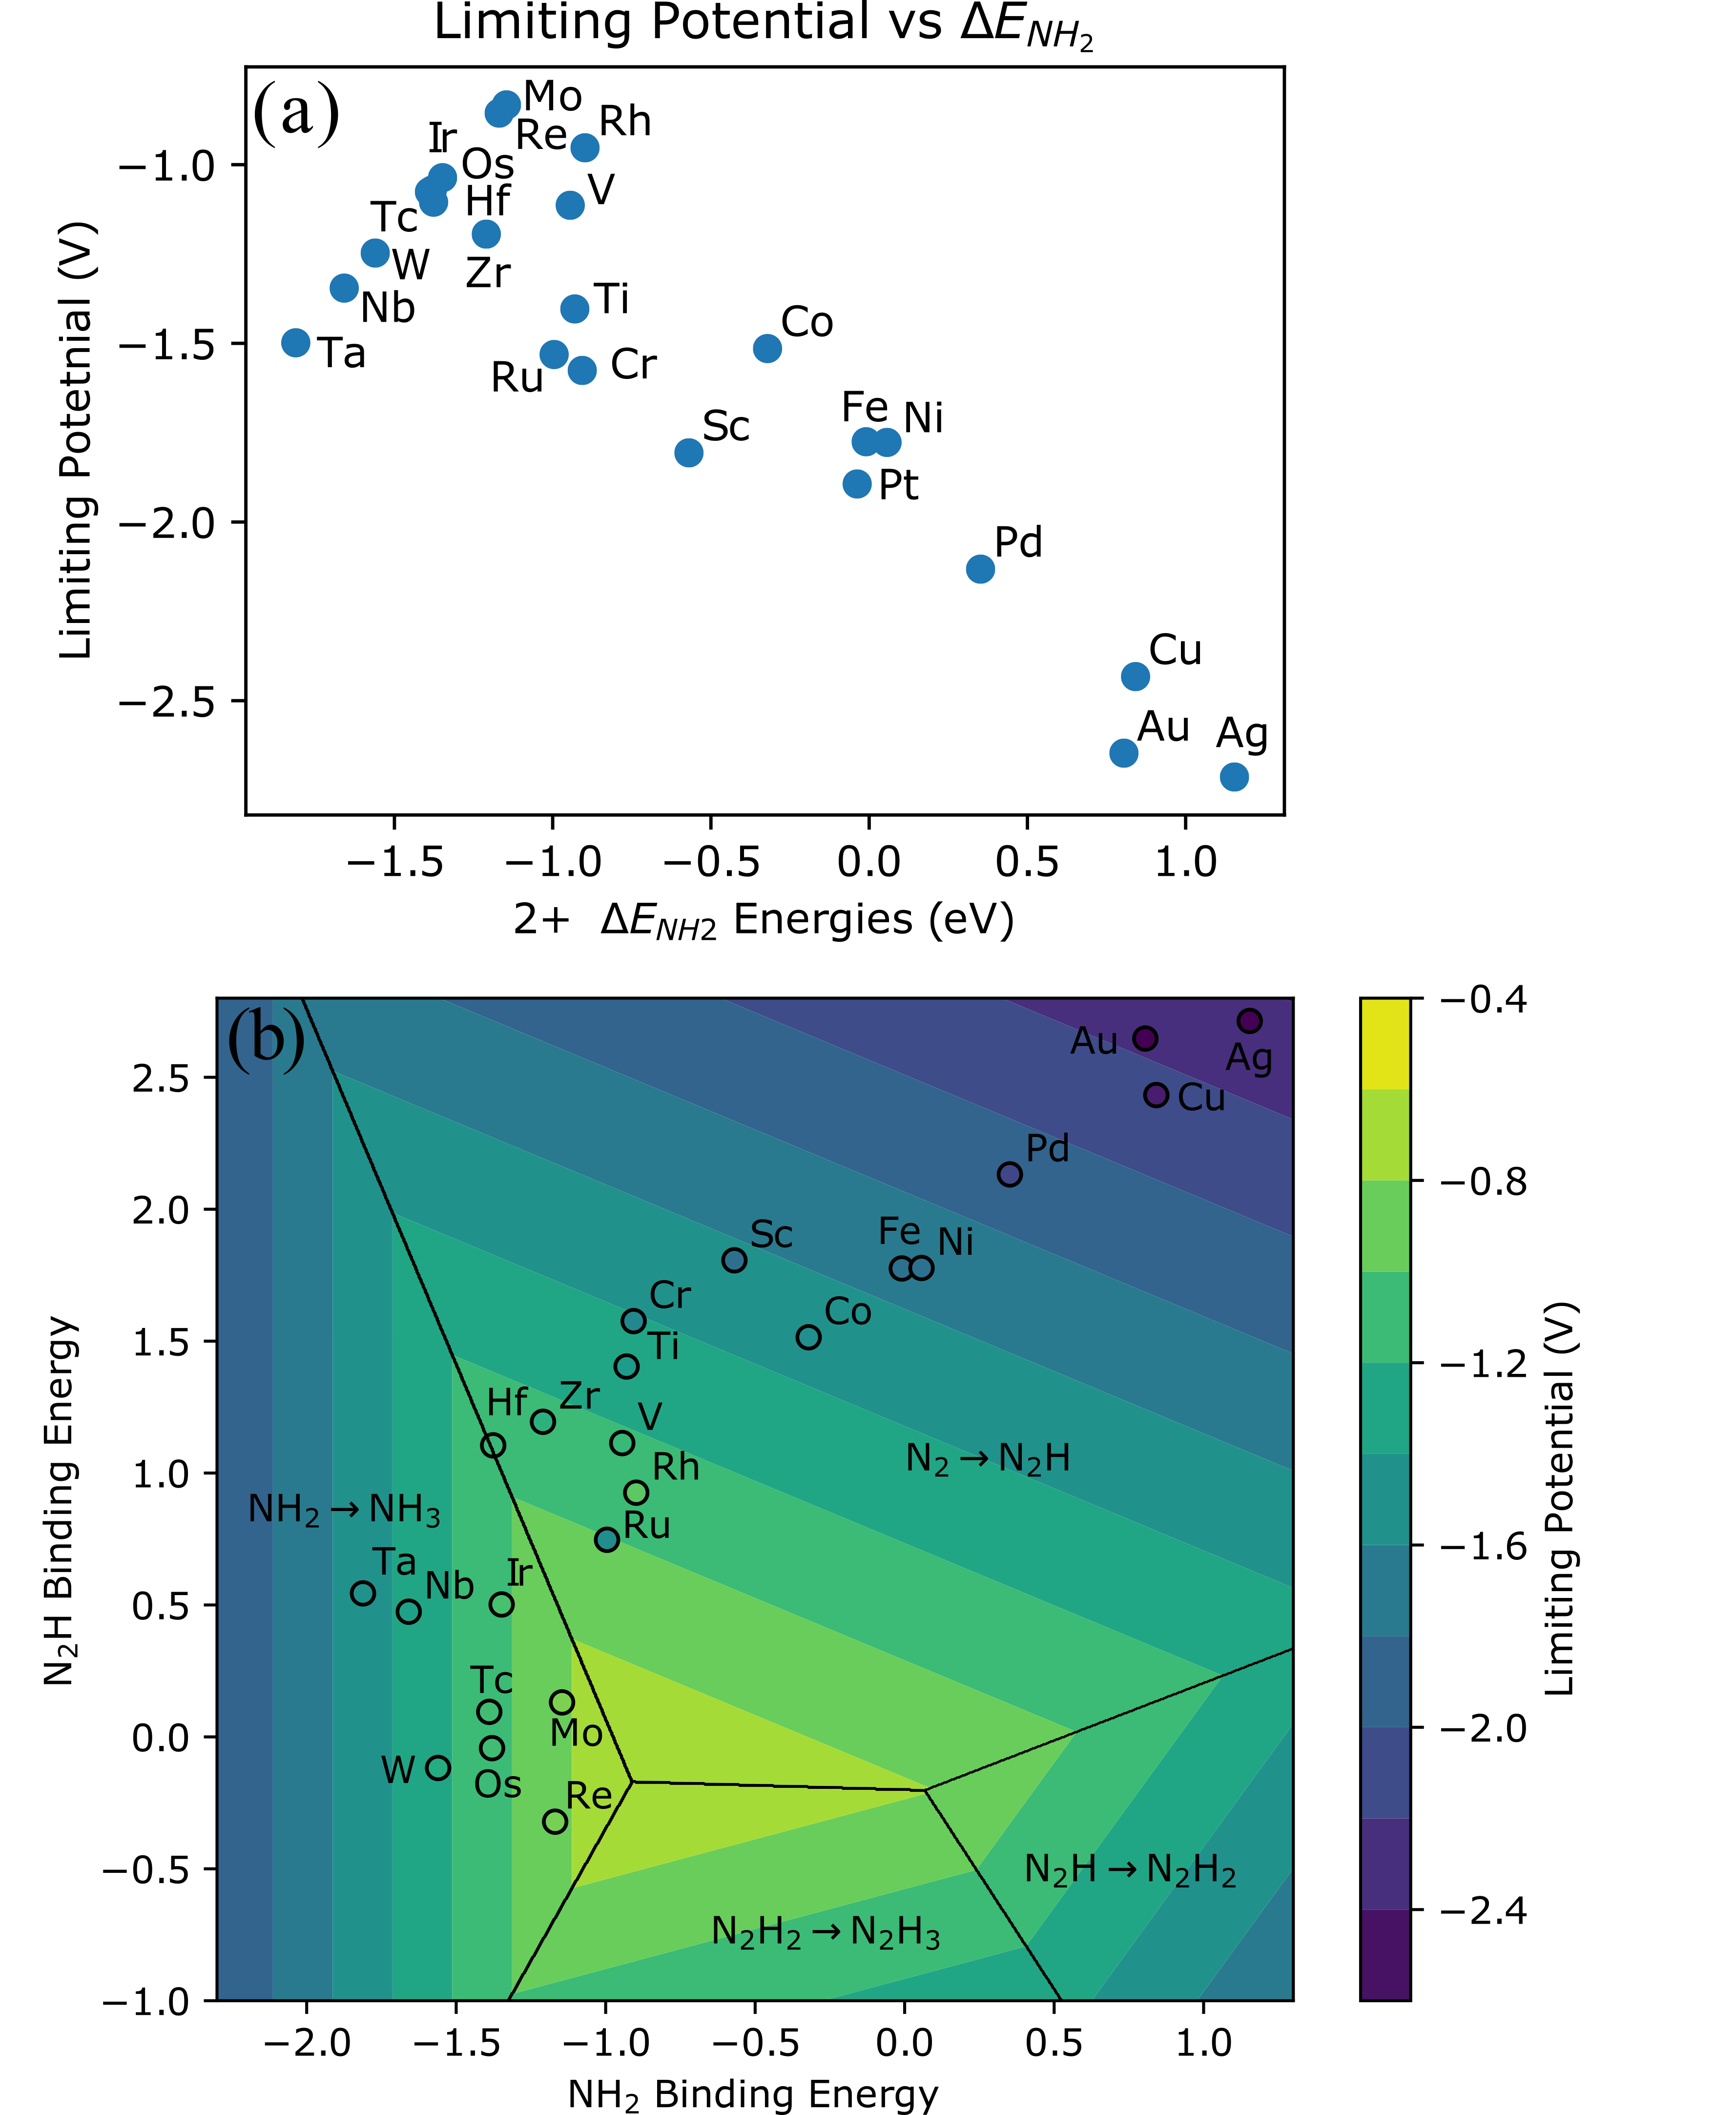 Limiting Potential vs ΔE_NH₂
(a)
Mo
Re
Rh
Ir
Os
Hf
V
Tc
W
Zr
Nb
Ti
Ta
Co
Ru
Cr
Sc
Fe
Ni
Pt
Pd
Cu
Au
Ag
−1.0
−1.5
−2.0
−2.5
Limiting Potetnial (V)
−1.5 −1.0 −0.5 0.0 0.5 1.0
2+ ΔE_NH2 Energies (eV)
(b)
Au
Ag
Cu
Pd
Sc
Fe
Ni
Cr
Co
Ti
Hf
Zr
V
Rh
N₂→N₂H
NH₂→NH₃
Ru
Ta
Nb
Ir
Tc
Mo
W
Os
Re
N₂H→N₂H₂
N₂H₂→N₂H₃
2.5
2.0
1.5
1.0
0.5
0.0
−0.5
−1.0
N₂H Binding Energy
−2.0 −1.5 −1.0 −0.5 0.0 0.5 1.0
NH₂ Binding Energy
−0.4
−0.8
−1.2
−1.6
−2.0
−2.4
Limiting Potential (V)